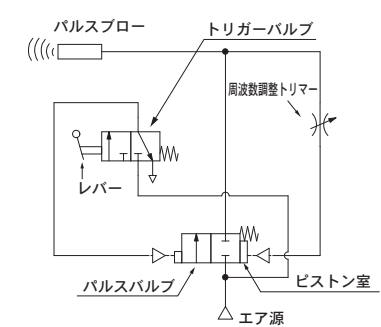 パルスブロー
トリガーバルブ
周波数調整トリマー
レバー
パルスバルブ
ピストン室
エア源